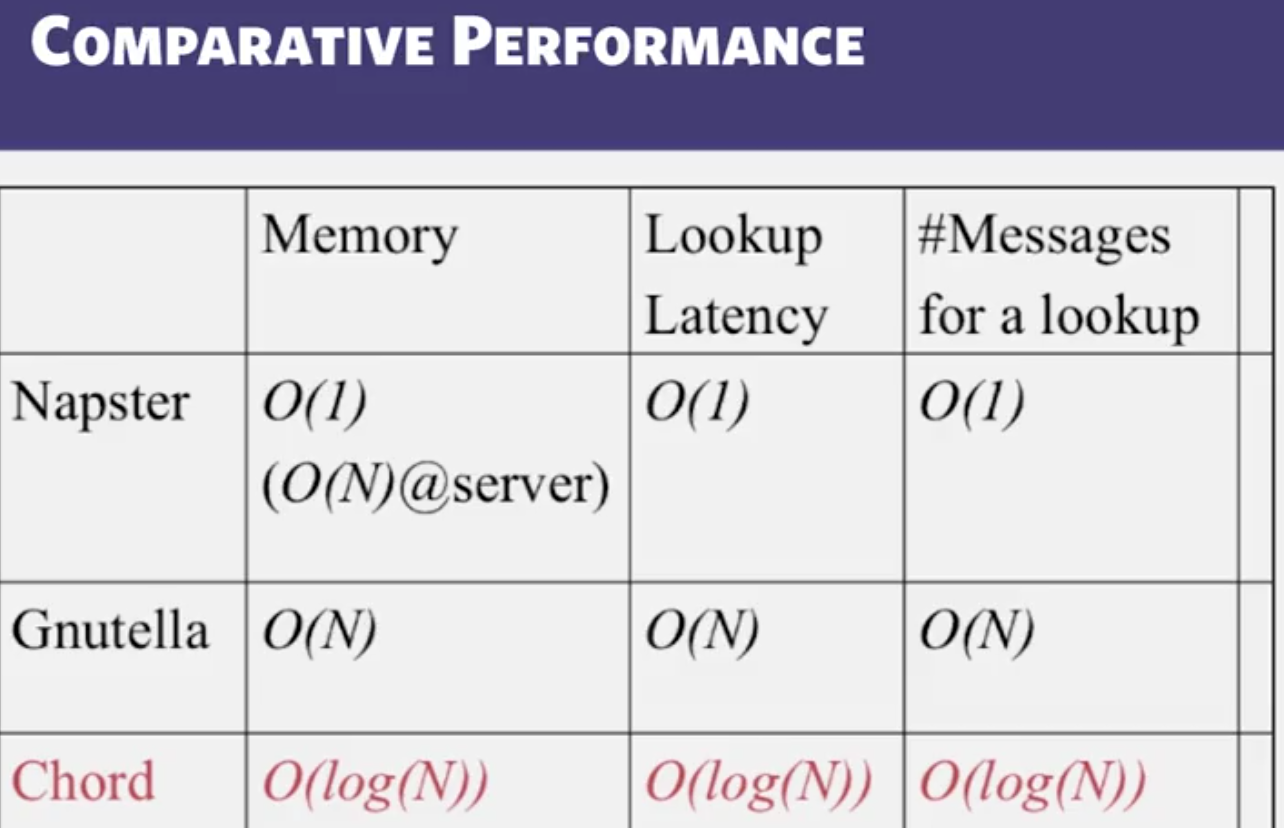 COMPARATIVE PERFORMANCE
Memory
Lookup
Latency
#Messages
for a lookup
Napster
O(1)
(O(N)@server)
O(1)
O(1)
Gnutella
O(N)
O(N)
O(N)
Chord
O(log(N))
O(log(N))
O(log(N))